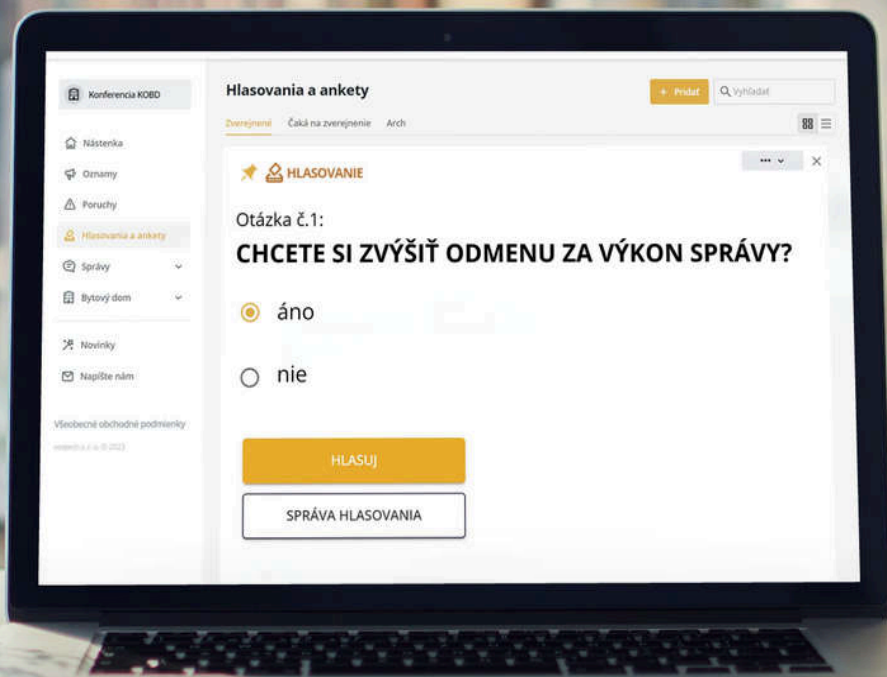 Konferencia KOBD
Nástenka
Oznamy
Poruchy
Hlasovania a ankety
Správy
Bytový dom
Novinky
Napíšte nám
Všeobecné obchodné podmienky
Hlasovania a ankety
+ Pridať
Vyhľadať
Zverejnené Čaká na zverejnenie Arch
HLASOVANIE
Otázka č.1:
CHCETE SI ZVÝŠIŤ ODMENU ZA VÝKON SPRÁVY?
áno
nie
HLASUJ
SPRÁVA HLASOVANIA